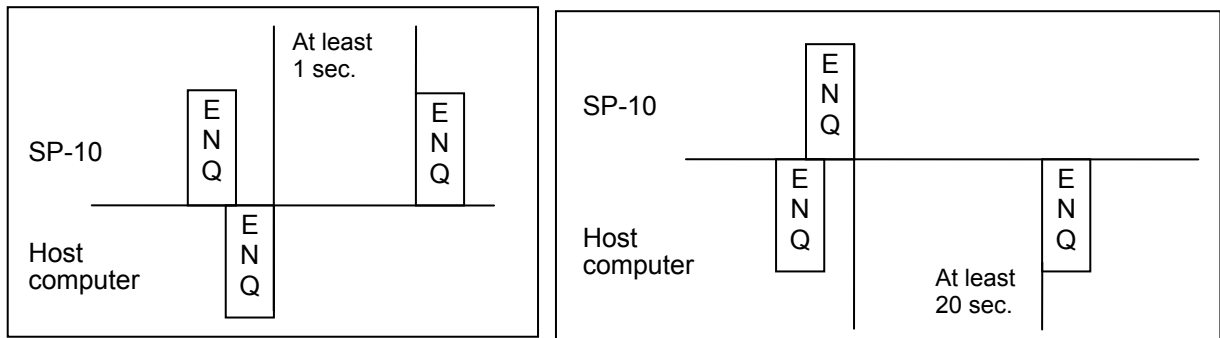 At least
1 sec.
E
N
Q
E
N
Q
SP-10
E
N
Q
Host
computer
E
N
Q
SP-10
E
N
Q
E
N
Q
Host
computer
At least
20 sec.